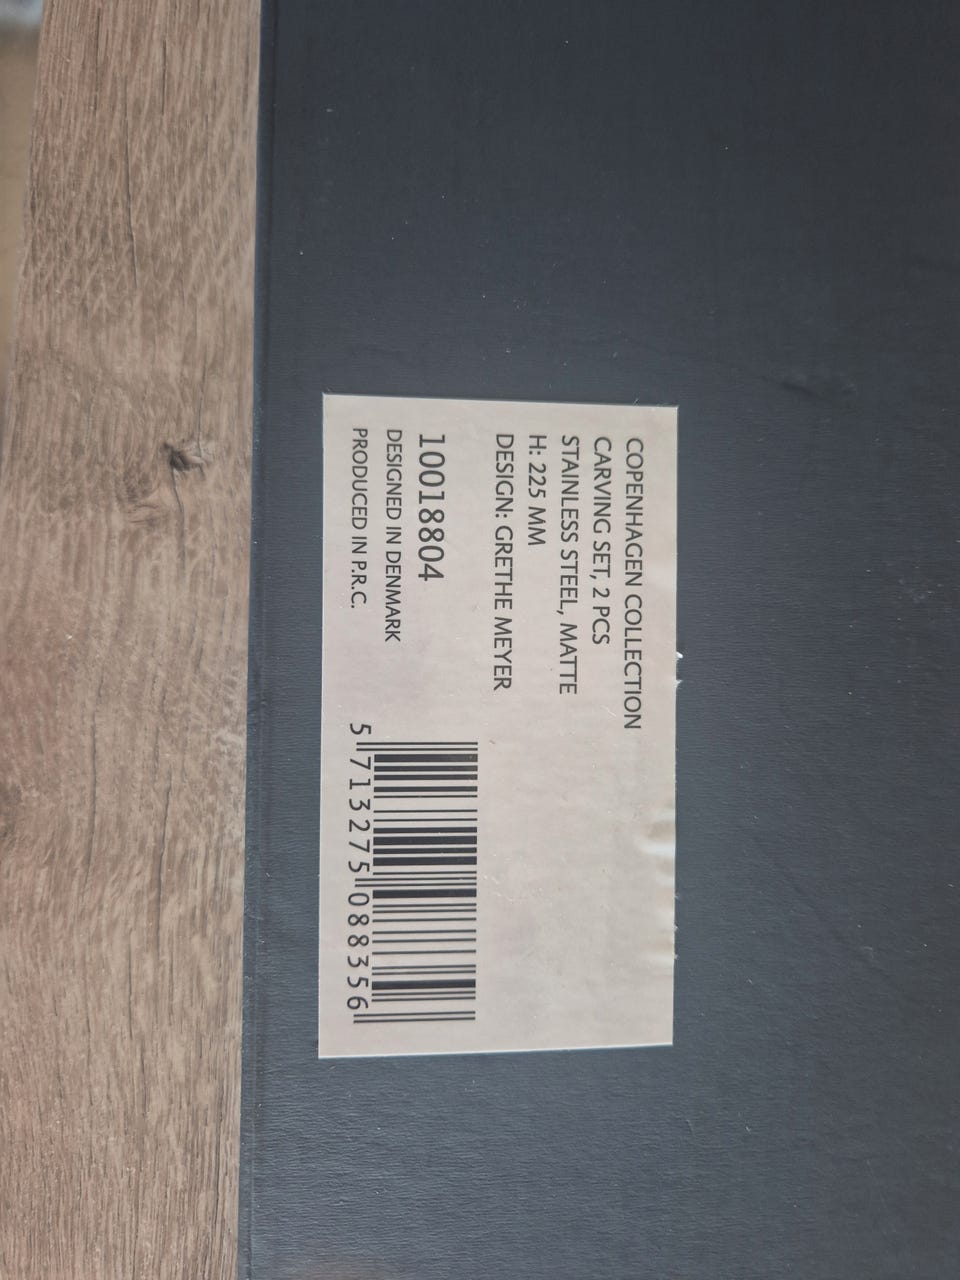 COPENHAGEN COLLECTION
CARVING SET, 2 PCS
STAINLESS STEEL, MATTE
H: 225 MM
DESIGN: GRETHE MEYER
10018804
DESIGNED IN DENMARK
PRODUCED IN P.R.C.
5 713275 088356